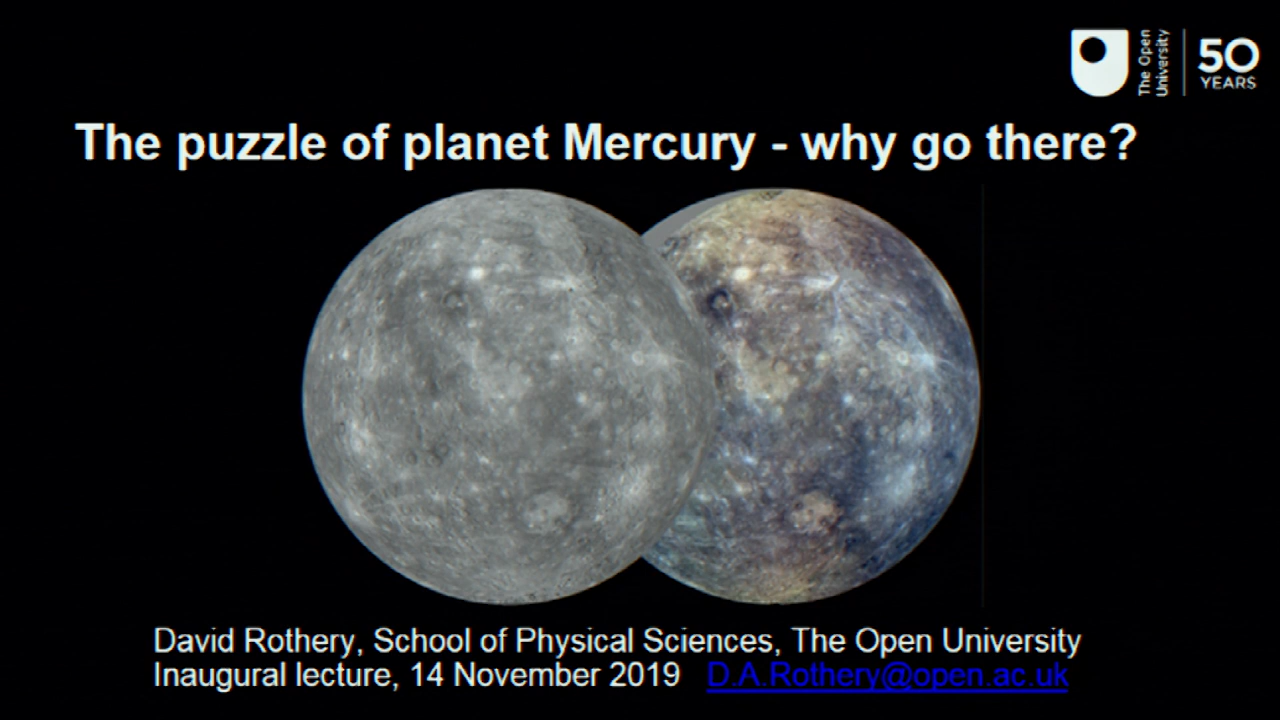 The Open
University
50
YEARS
The puzzle of planet Mercury - why go there?
David Rothery, School of Physical Sciences, The Open University
Inaugural lecture, 14 November 2019 D.A.Rothery@open.ac.uk